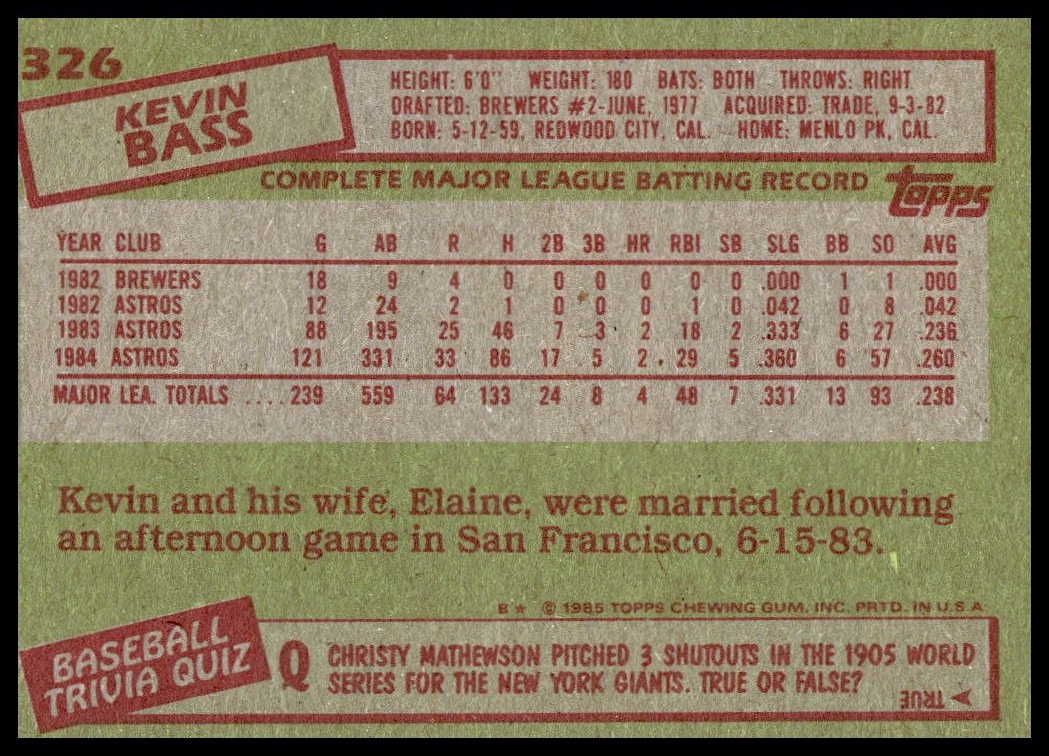 326
KEVIN
BASS
HEIGHT: 6'0" WEIGHT: 180 BATS: BOTH THROWS: RIGHT
DRAFTED: BREWERS #2-JUNE, 1977 ACQUIRED: TRADE, 9-3-82
BORN: 5-12-59, REDWOOD CITY, CAL. HOME: MENLO PK, CAL.
COMPLETE MAJOR LEAGUE BATTING RECORD topps
YEAR CLUB G AB R H 2B 3B HR RBI SB SLG BB SO AVG
1982 BREWERS 18 9 4 0 0 0 0 0 0 .000 1 1 .000
1982 ASTROS 12 24 2 1 0 0 0 1 0 .042 0 8 .042
1983 ASTROS 88 195 25 46 7 3 2 18 2 .333 6 27 .236
1984 ASTROS 121 331 33 86 17 5 2 29 5 .360 6 57 .260
MAJOR LEA. TOTALS .... 239 559 64 133 24 8 4 48 7 .331 13 93 .238
Kevin and his wife, Elaine, were married following
an afternoon game in San Francisco, 6-15-83.
B* © 1985 TOPPS CHEWING GUM, INC. PRTD. IN U.S.A
BASEBALL
TRIVIA QUIZ
Q CHRISTY MATHEWSON PITCHED 3 SHUTOUTS IN THE 1905 WORLD
SERIES FOR THE NEW YORK GIANTS. TRUE OR FALSE?
TRUE